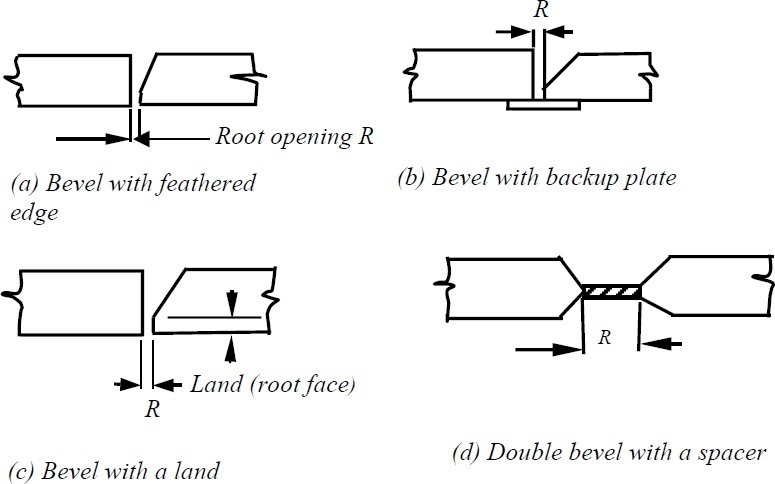 Root opening R
(a) Bevel with feathered
edge
R
(b) Bevel with backup plate
Land (root face)
R
(c) Bevel with a land
R
(d) Double bevel with a spacer